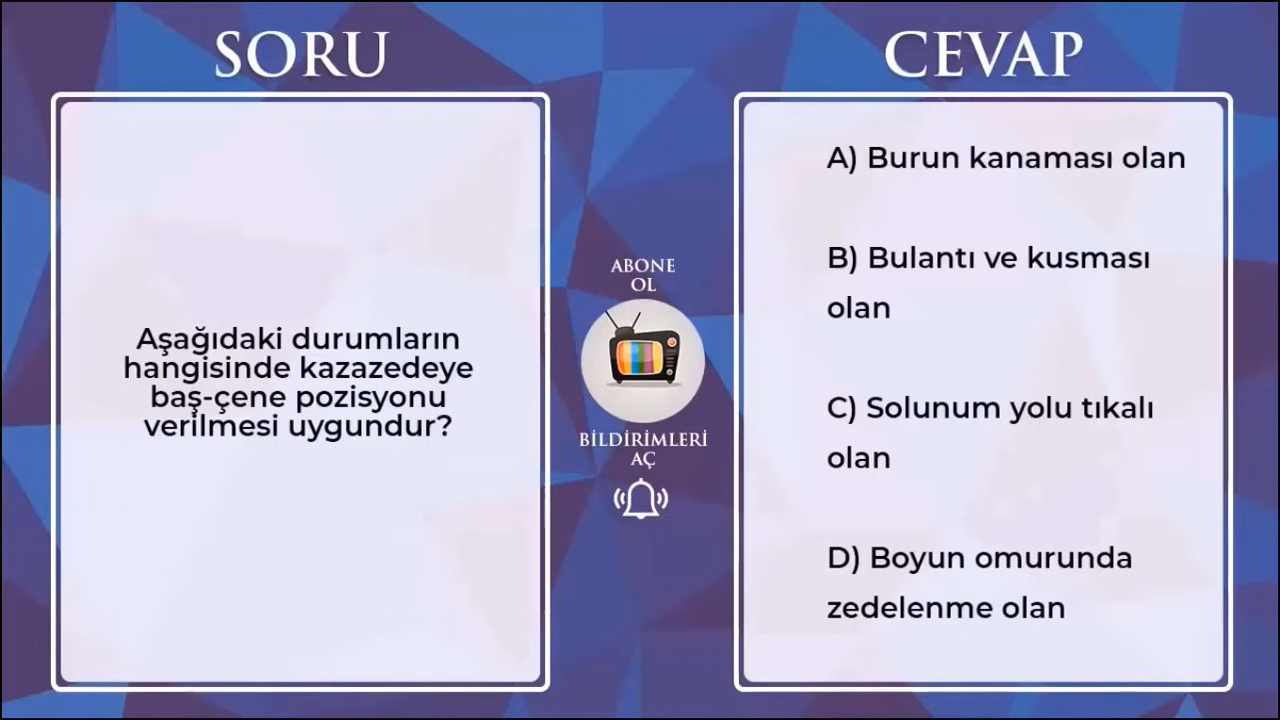 SORU
Aşağıdaki durumların
hangisinde kazazedeye
baş-çene pozisyonu
verilmesi uygundur?
ABONE
OL
BİLDİRİMLERİ
AÇ
CEVAP
A) Burun kanaması olan
B) Bulantı ve kusması
olan
C) Solunum yolu tıkalı
olan
D) Boyun omurunda
zedelenme olan